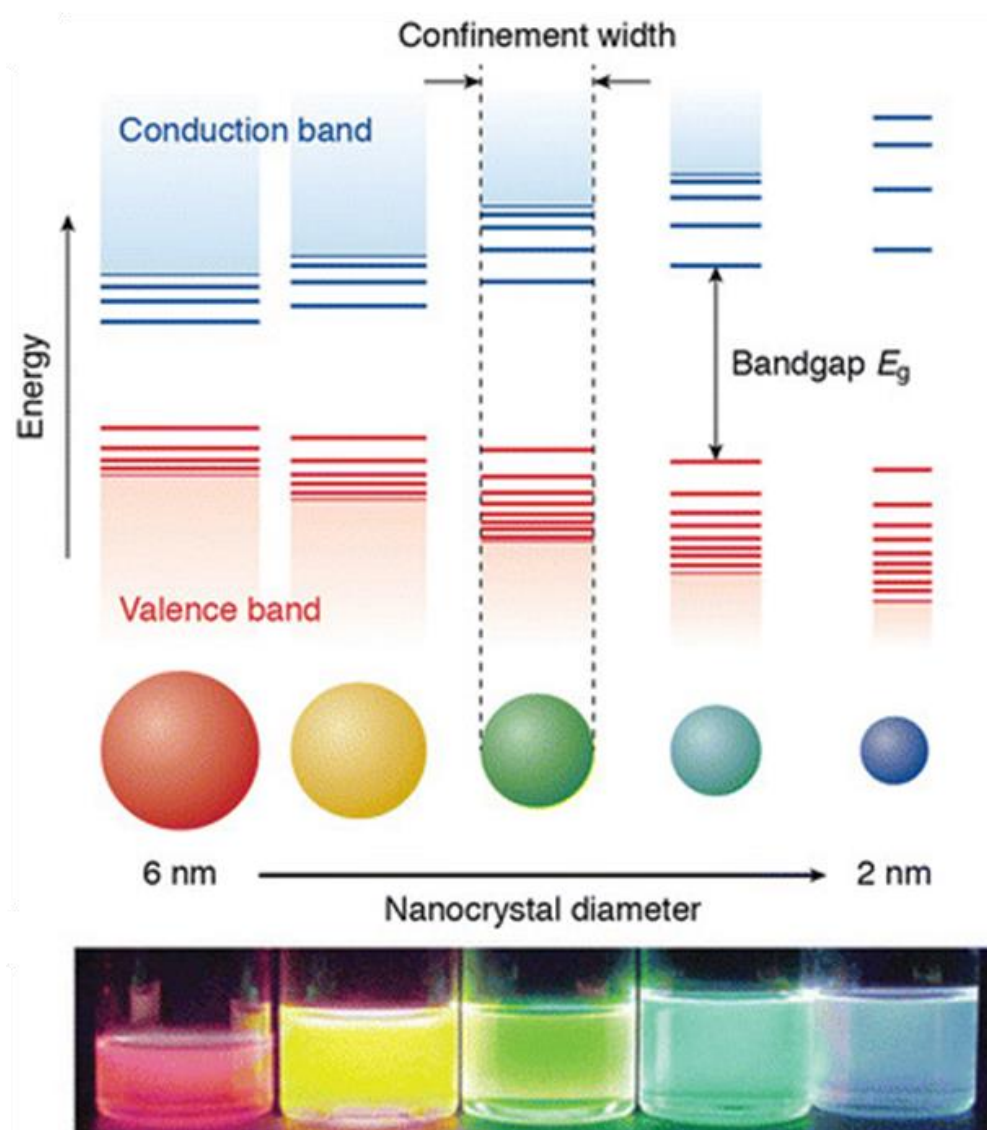 Confinement width
Conduction band
Energy
Bandgap Eg
Valence band
6 nm
2 nm
Nanocrystal diameter